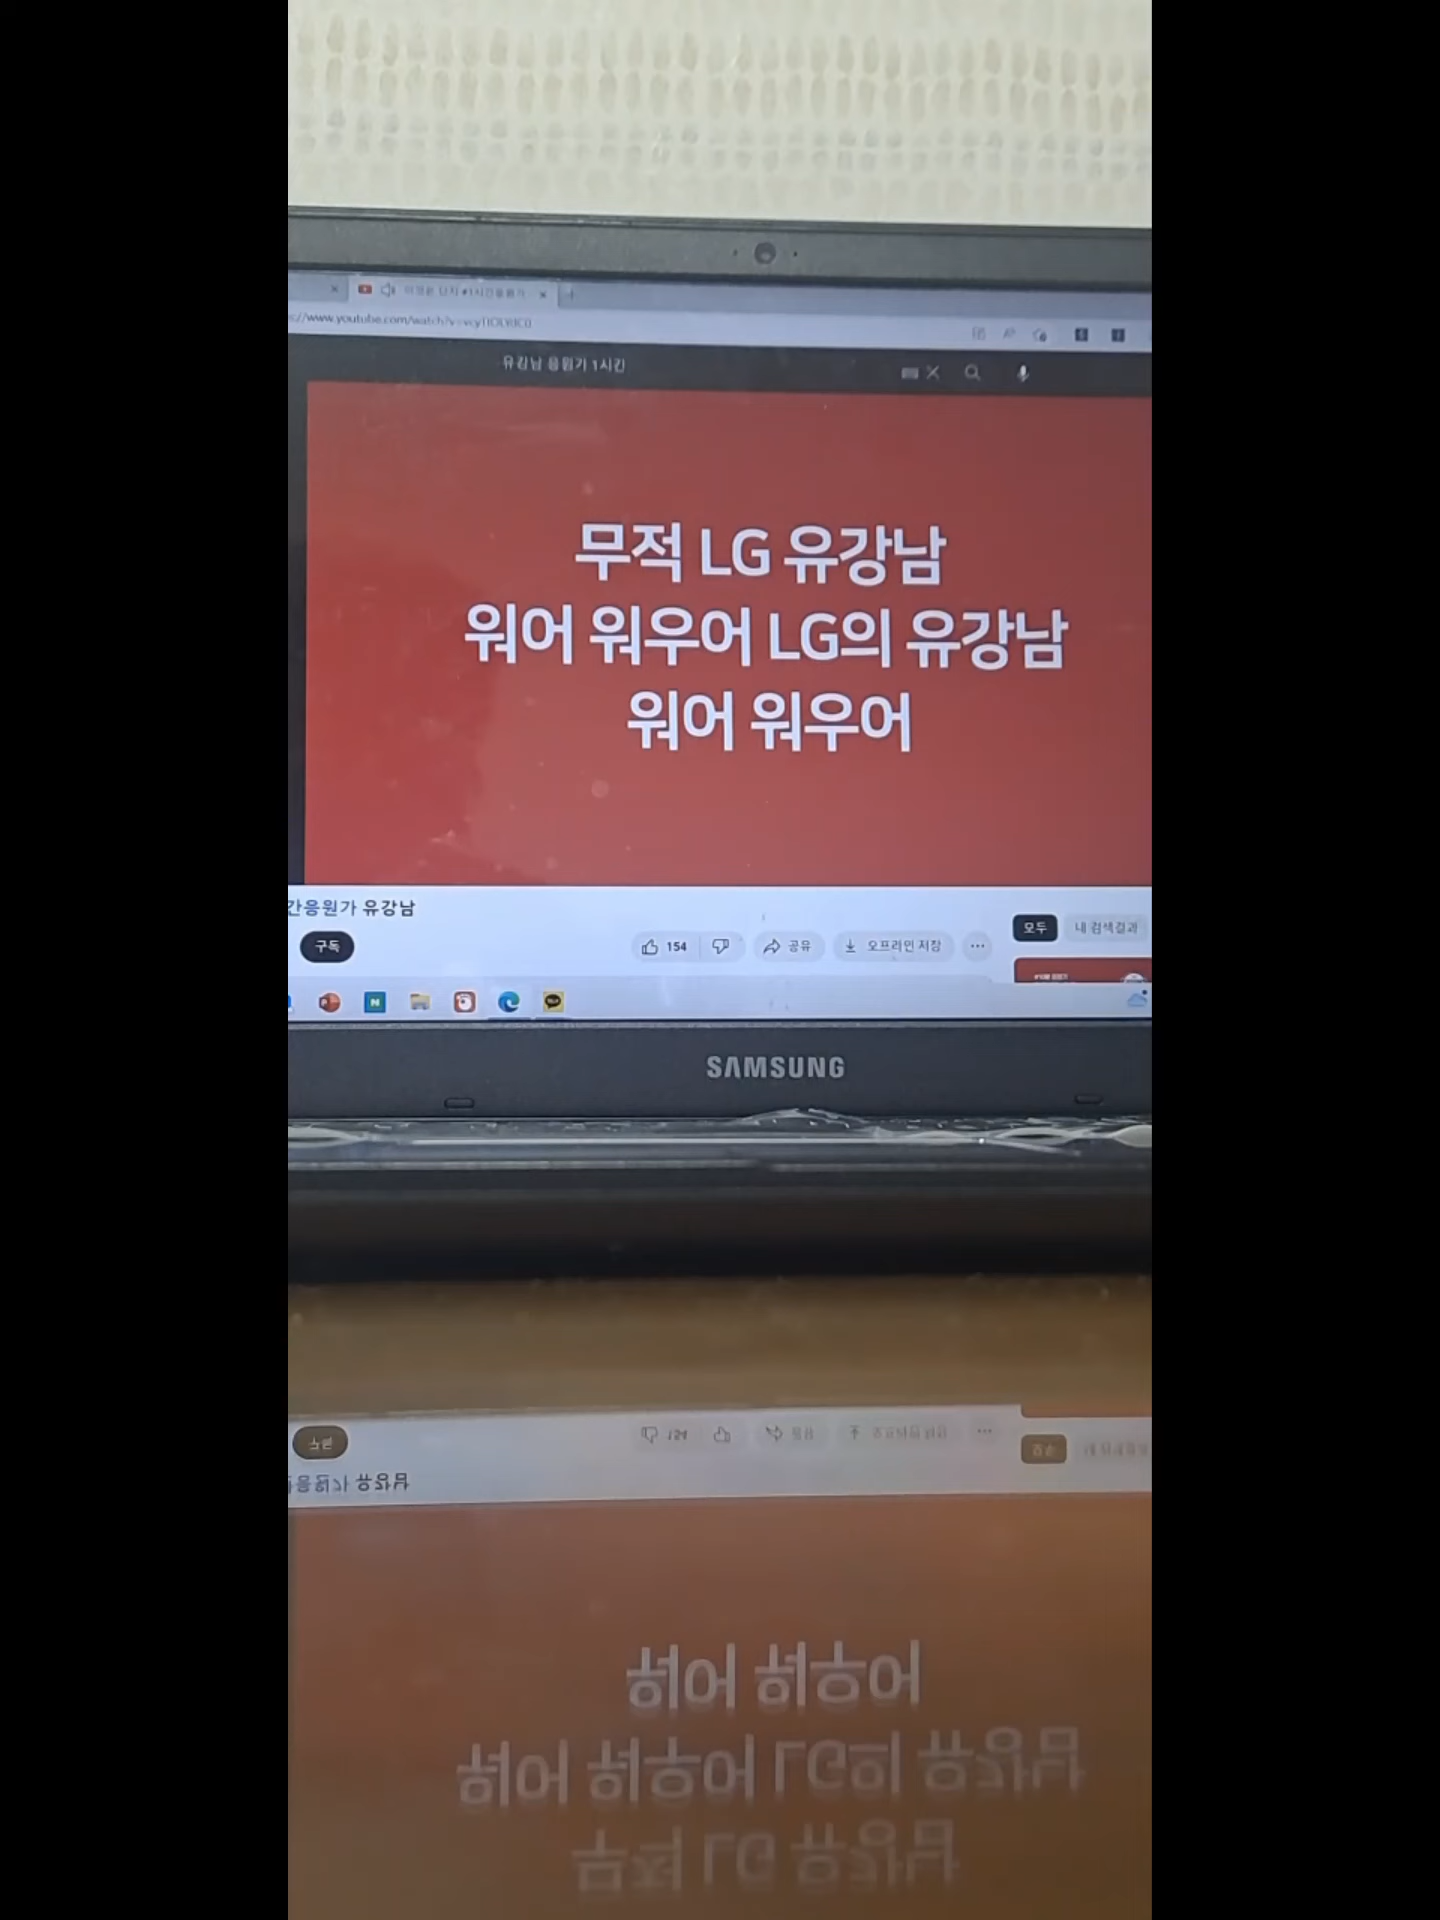 유강남 응원가 1시간
무적 LG 유강남
워어 워우어 LG의 유강남
워어 워우어
간응원가 유강남
구독
154
공유
오프라인 저장
모두
내 검색결과
SAMSUNG